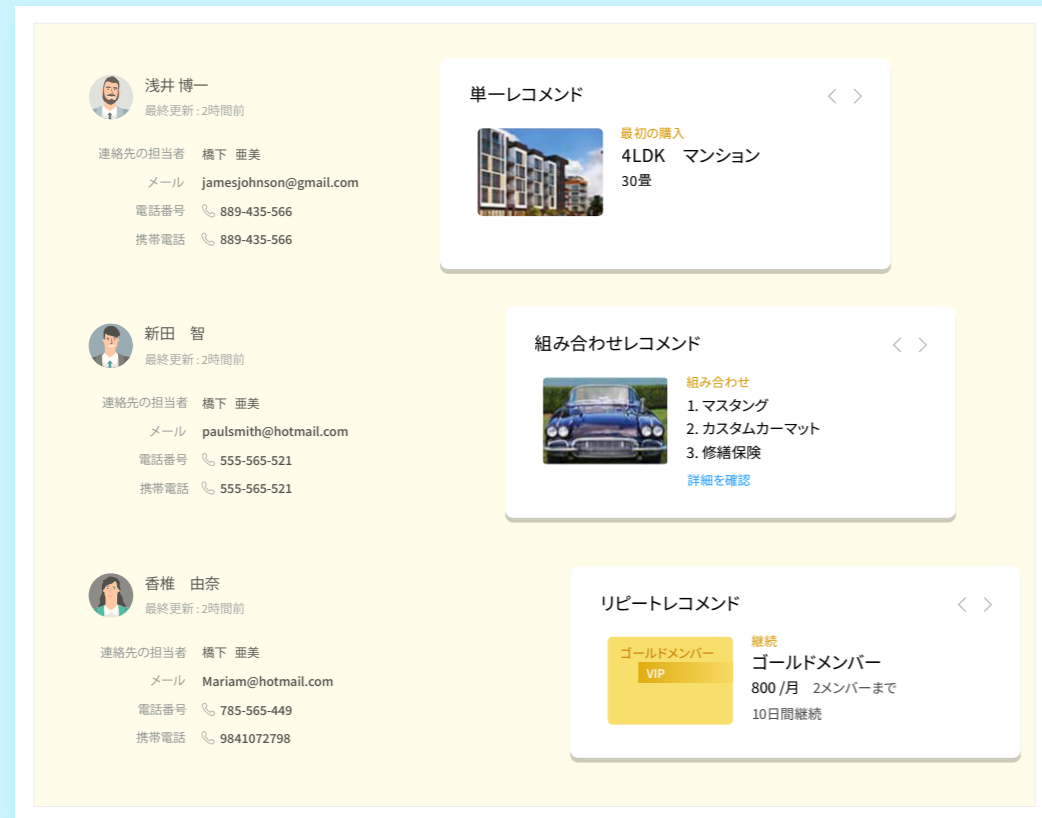 浅井 博一
最終更新 : 2時間前
連絡先の担当者 橋下 亜美
メール jamesjohnson@gmail.com
電話番号 889-435-566
携帯電話 889-435-566
単一レコメンド
最初の購入
4LDK　マンション
30畳
新田　智
最終更新 : 2時間前
連絡先の担当者 橋下 亜美
メール paulsmith@hotmail.com
電話番号 555-565-521
携帯電話 555-565-521
組み合わせレコメンド
組み合わせ
1. マスタング
2. カスタムカーマット
3. 修繕保険
詳細を確認
香椎　由奈
最終更新 : 2時間前
連絡先の担当者 橋下 亜美
メール Mariam@hotmail.com
電話番号 785-565-449
携帯電話 9841072798
リピートレコメンド
ゴールドメンバー
VIP
継続
ゴールドメンバー
800 /月　2メンバーまで
10日間継続